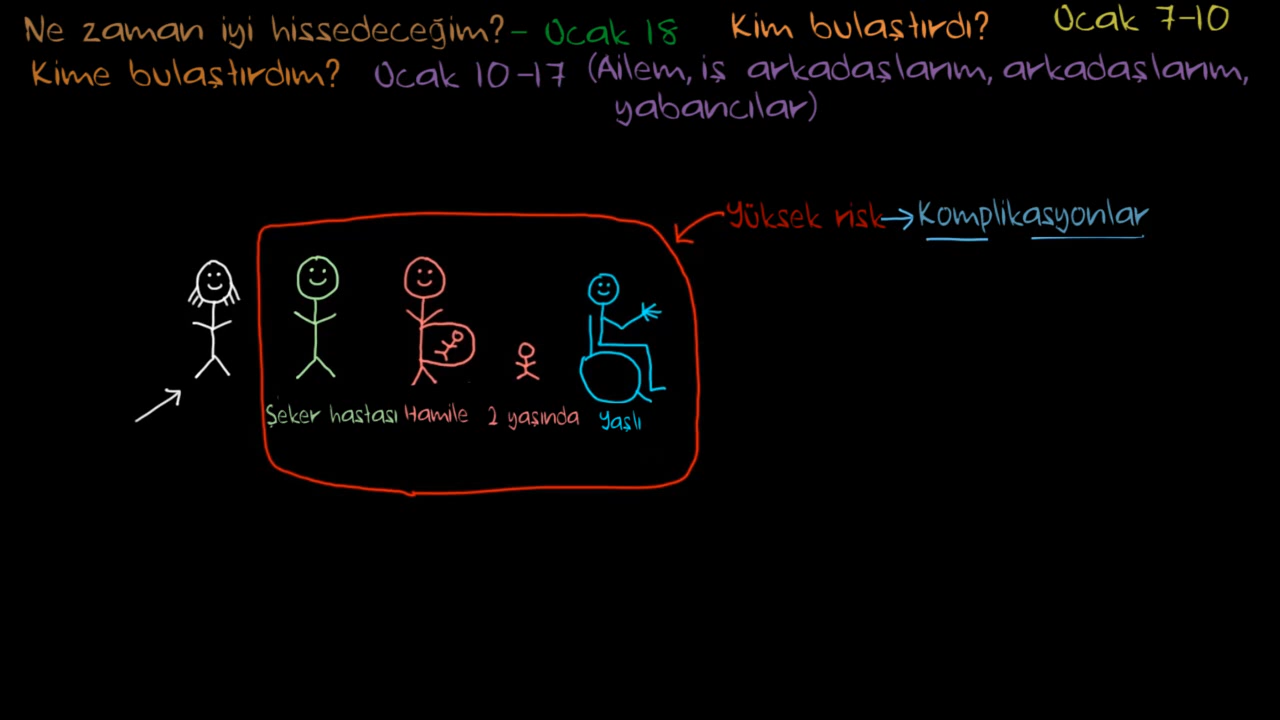 Ne zaman iyi hissedeceğim? - Ocak 18 Kim bulaştırdı? Ocak 7-10
Kime bulaştırdım? Ocak 10-17 (Ailem, iş arkadaşlarım, arkadaşlarım,
yabancılar)
Yüksek risk → Komplikasyonlar
Şeker hastası Hamile 2 yaşında Yaşlı